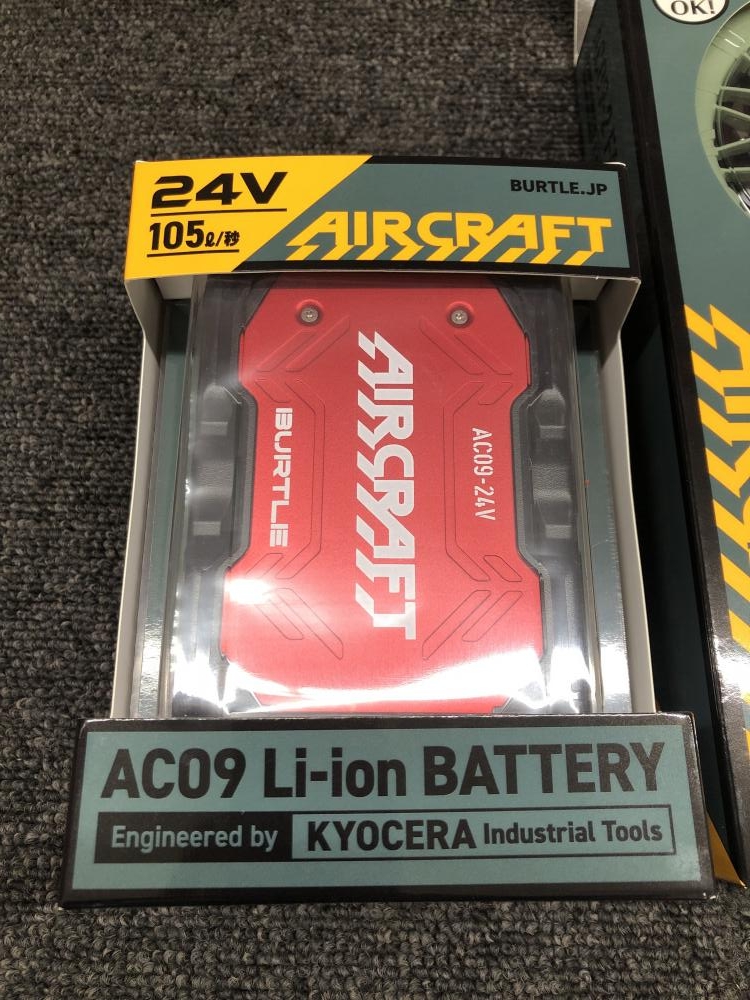 OK!
24V
105ℓ/秒
BURTLE.JP
AIRCRAFT
BURTLE
AIRCRAFT
AC09-24V
AC09 Li-ion BATTERY
Engineered by KYOCERA Industrial Tools